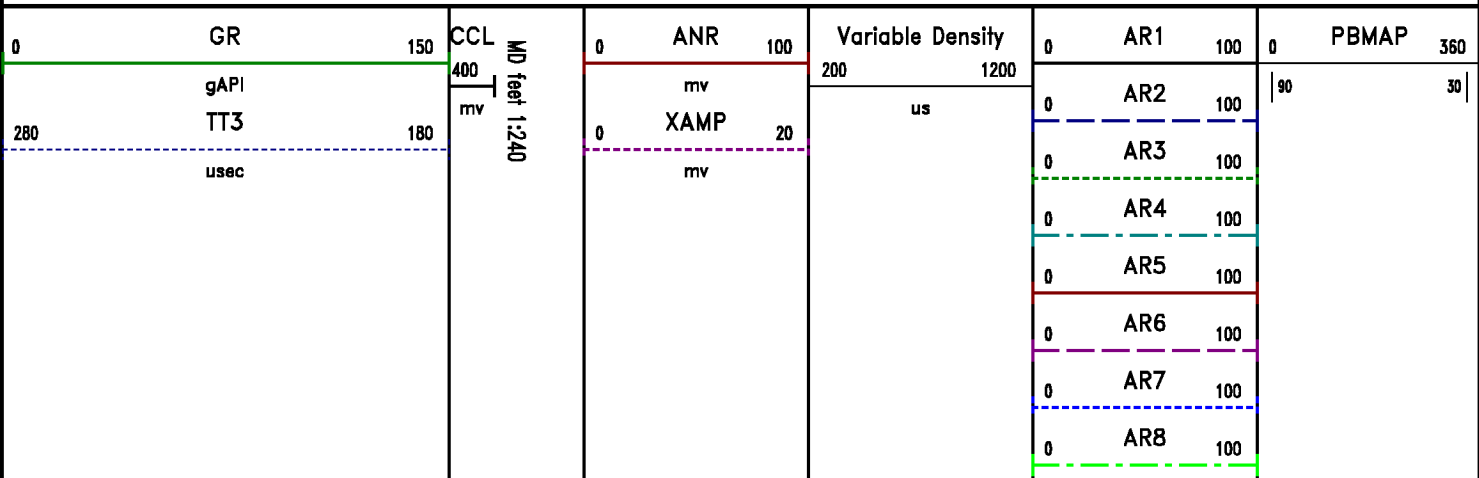 GR
0 150
gAPI
TT3
280 180
usec
CCL
400
mv
MD feet 1:240
ANR
0 100
mv
XAMP
0 20
mv
Variable Density
200 1200
us
AR1
0 100
AR2
0 100
AR3
0 100
AR4
0 100
AR5
0 100
AR6
0 100
AR7
0 100
AR8
0 100
PBMAP
0 360
90 30